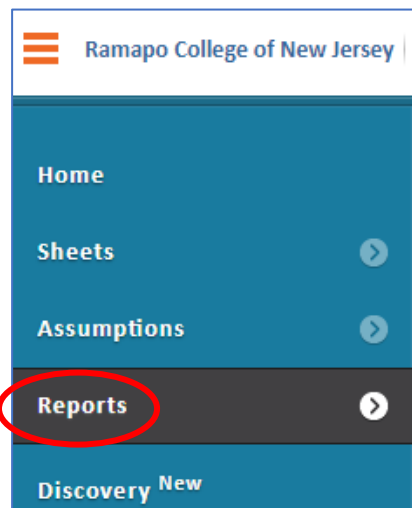 Ramapo College of New Jersey
Home
Sheets
Assumptions
Reports
Discovery New